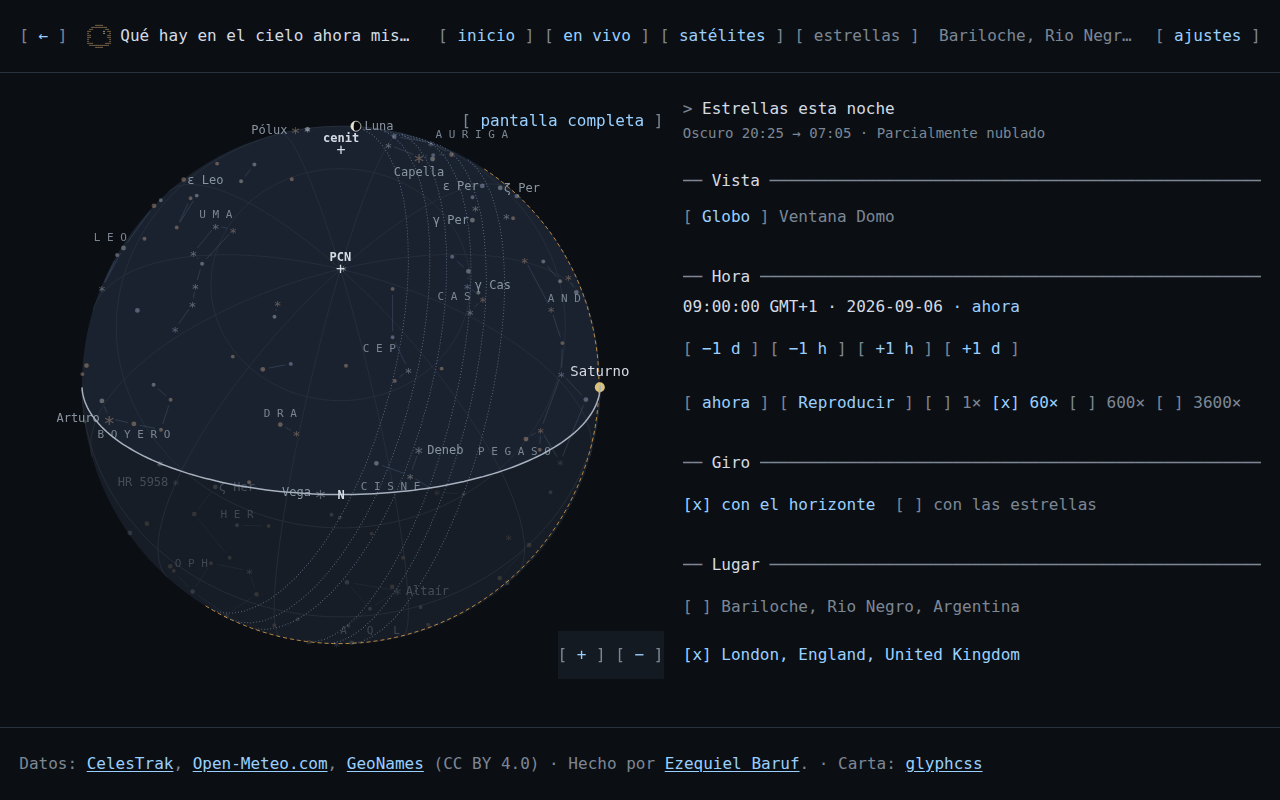 [ ← ] Qué hay en el cielo ahora mis… [ inicio ] [ en vivo ] [ satélites ] [ estrellas ] Bariloche, Rio Negr… [ ajustes ]
[ pantalla completa ]
Pólux
Luna
cenit
AURIGA
Capella
ε Leo
ε Per
ζ Per
UMA
γ Per
LEO
PCN
γ Cas
CAS
AND
CEP
Saturno
DRA
Arturo
BOYERO
Deneb
PEGASO
HR 5958
ζ Her
Vega
N
CISNE
HER
OPH
Altair
AQL
[ + ] [ − ]
> Estrellas esta noche
Oscuro 20:25 → 07:05 · Parcialmente nublado
Vista
[ Globo ] Ventana Domo
Hora
09:00:00 GMT+1 · 2026-09-06 · ahora
[ −1 d ] [ −1 h ] [ +1 h ] [ +1 d ]
[ ahora ] [ Reproducir ] [ ] 1× [x] 60× [ ] 600× [ ] 3600×
Giro
[x] con el horizonte [ ] con las estrellas
Lugar
[ ] Bariloche, Rio Negro, Argentina
[x] London, England, United Kingdom
Datos: CelesTrak, Open-Meteo.com, GeoNames (CC BY 4.0) · Hecho por Ezequiel Baruf. · Carta: glyphcss